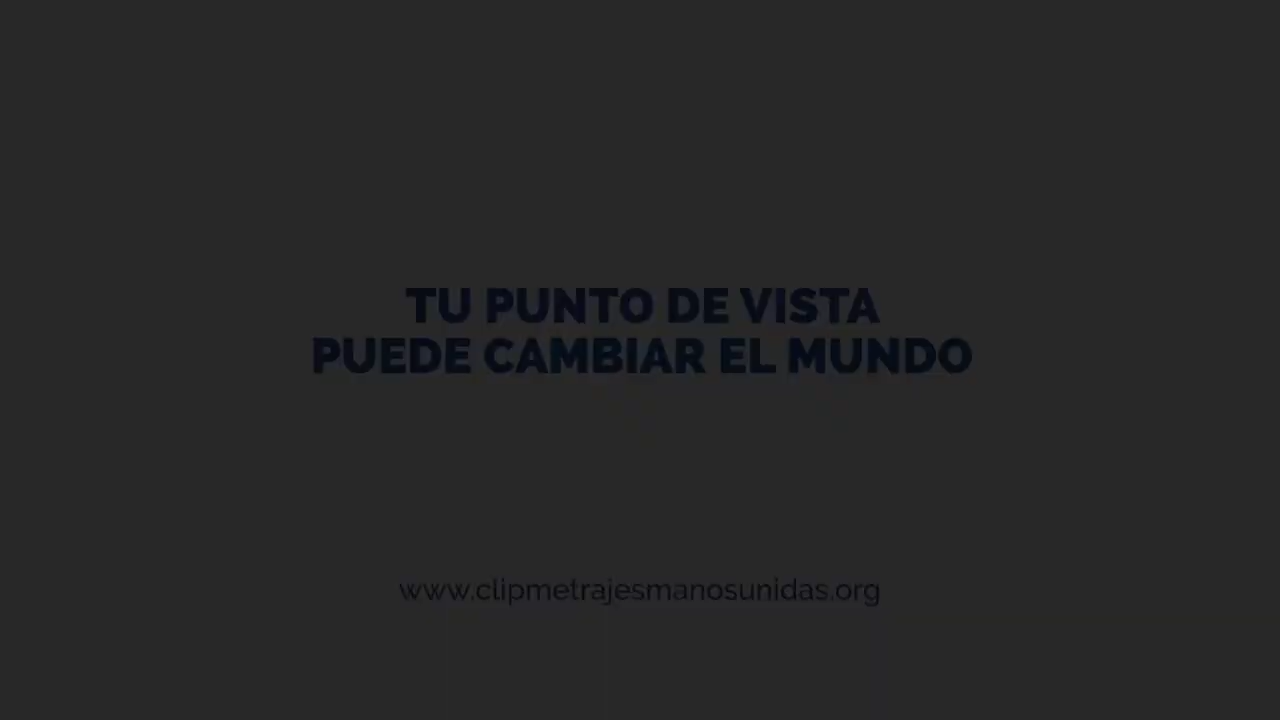 TU PUNTO DE VISTA
PUEDE CAMBIAR EL MUNDO
www.clipmetrajesmanosunidas.org